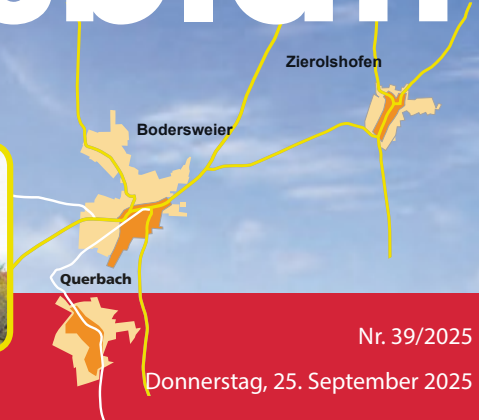 Zierolshofen
Bodersweier
Querbach
Nr. 39/2025
Donnerstag, 25. September 2025